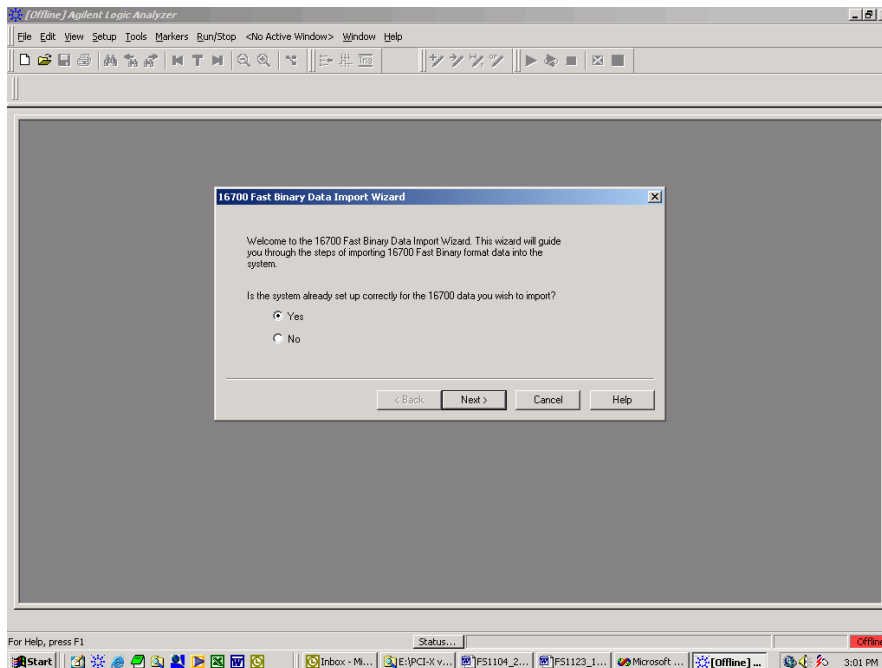 [Offline] Agilent Logic Analyzer
File Edit View Setup Tools Markers Run/Stop <No Active Window> Window Help
16700 Fast Binary Data Import Wizard
Welcome to the 16700 Fast Binary Data Import Wizard. This wizard will guide
you through the steps of importing 16700 Fast Binary format data into the
system.
Is the system already set up correctly for the 16700 data you wish to import?
Yes
No
< Back Next > Cancel Help
For Help, press F1 Status... Offline
Start Inbox - Mi... E:\PCI-X v... FS1104_2... FS1123_1... Microsoft ... [Offline] ... 3:01 PM